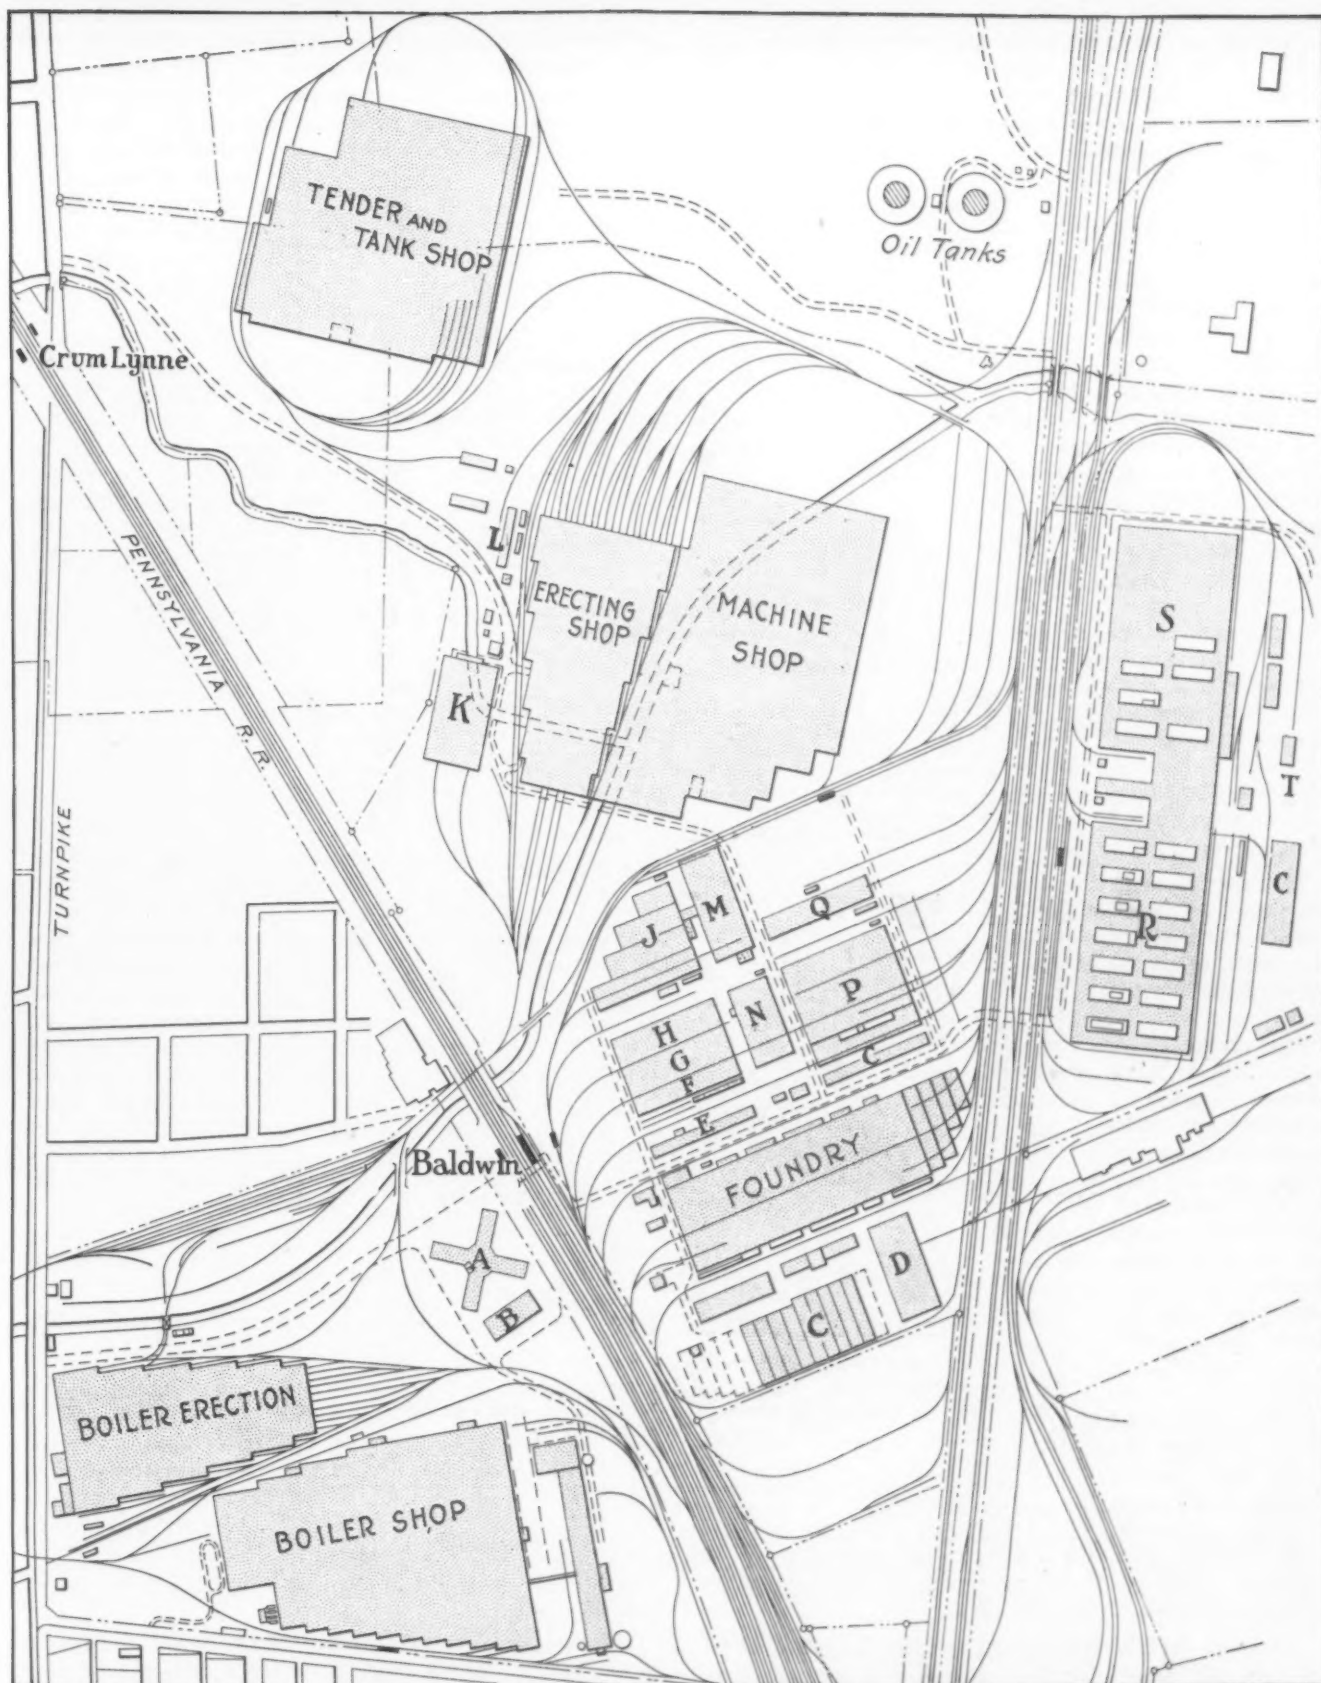 TENDER AND
TANK SHOP
Oil Tanks
Crum Lynne
PENNSYLVANIA R. R.
TURNPIKE
L
ERECTING
SHOP
MACHINE
SHOP
K
S
T
C
R
M
Q
J
P
H
N
G
F
C
E
FOUNDRY
Baldwin
A
B
D
C
BOILER ERECTION
BOILER SHOP